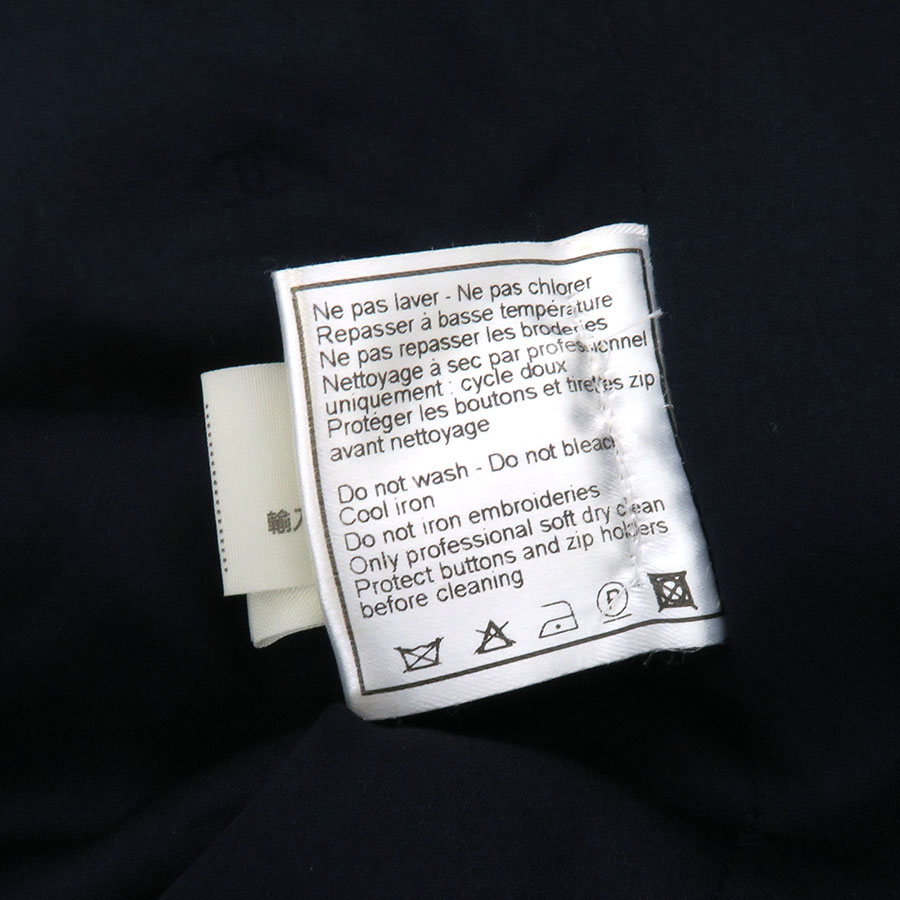 Ne pas laver - Ne pas chlorer
Repasser à basse température
Ne pas repasser les broderies
Nettoyage à sec par professionnel
uniquement : cycle doux
Protéger les boutons et tirettes zip
avant nettoyage
Do not wash - Do not bleach
Cool iron
Do not iron embroideries
Only professional soft dry clean
Protect buttons and zip holders
before cleaning
P
輸入